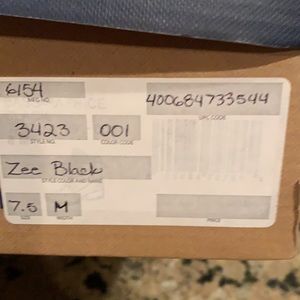 6154
MFG NO.
400684733544
UPC CODE
3423 001
STYLE NO. COLOR CODE
Zee Black
STYLE COLOR AND NAME
7.5 M
SIZE WIDTH PRICE